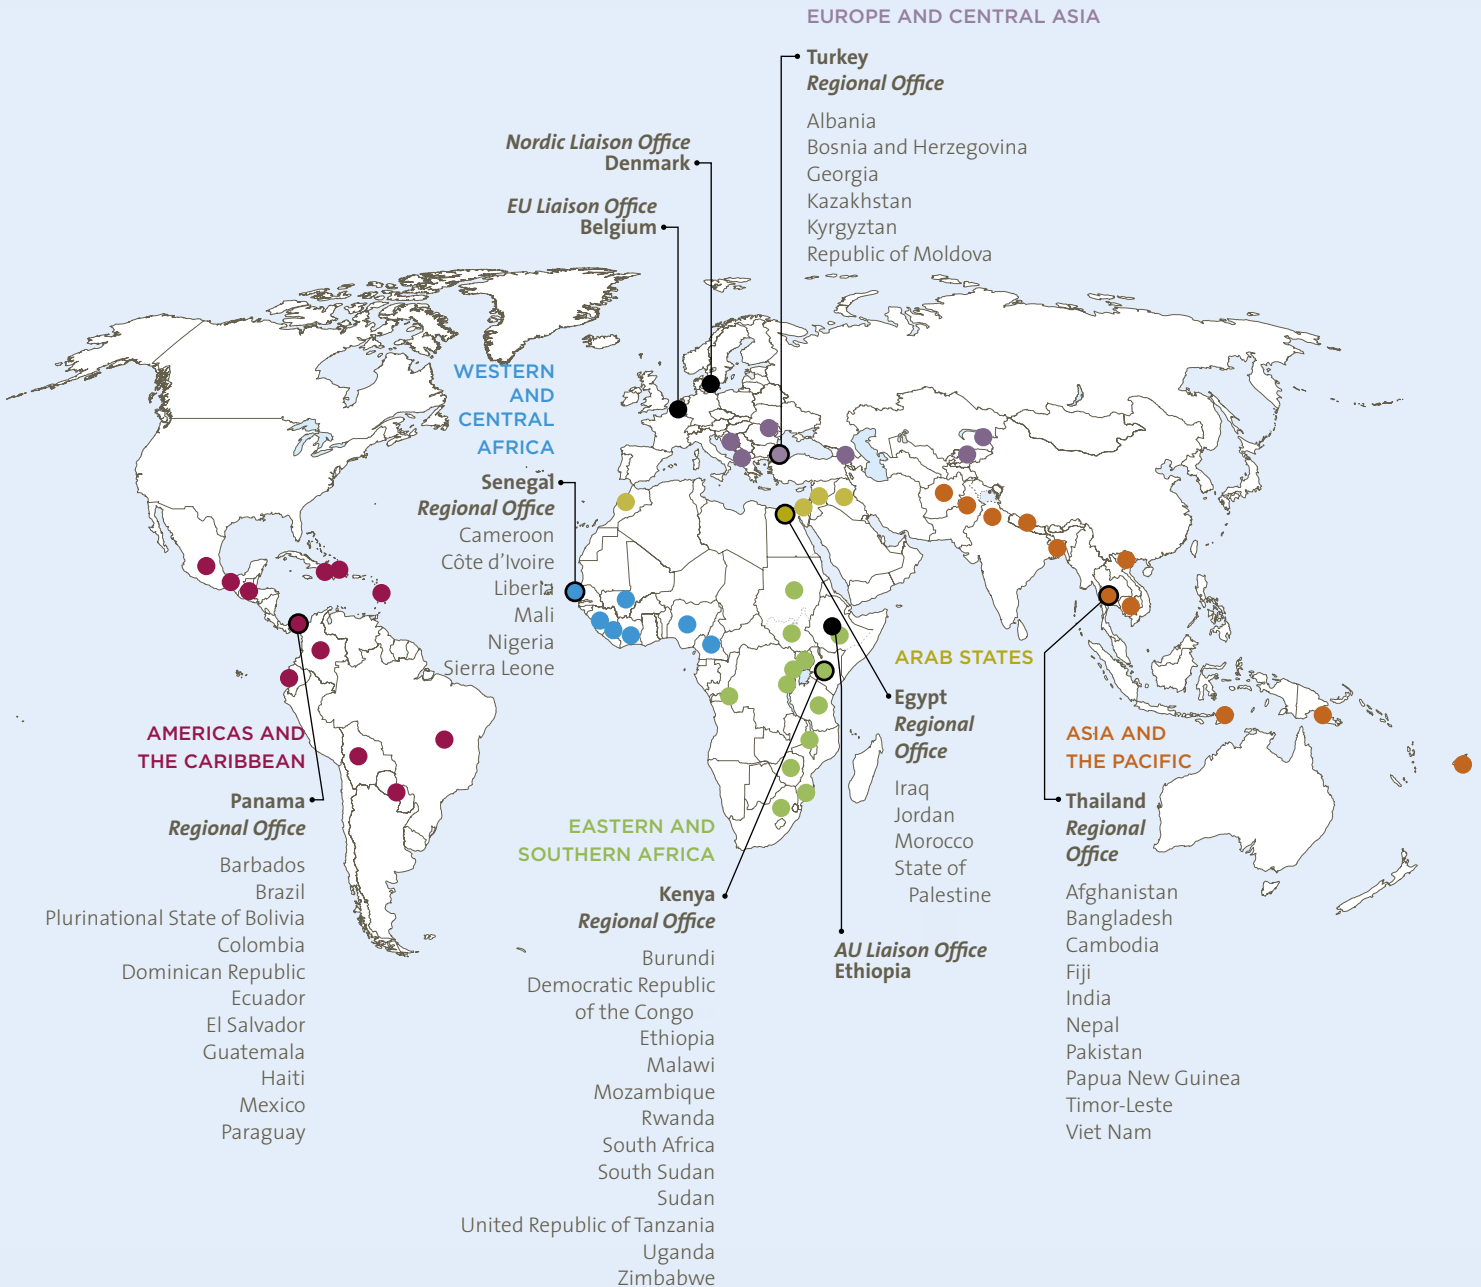 EUROPE AND CENTRAL ASIA
Turkey
Regional Office
Albania
Bosnia and Herzegovina
Georgia
Kazakhstan
Kyrgyztan
Republic of Moldova
Nordic Liaison Office
Denmark
EU Liaison Office
Belgium
WESTERN
AND
CENTRAL
AFRICA
Senegal
Regional Office
Cameroon
Côte d'Ivoire
Liberia
Mali
Nigeria
Sierra Leone
AMERICAS AND
THE CARIBBEAN
Panama
Regional Office
Barbados
Brazil
Plurinational State of Bolivia
Colombia
Dominican Republic
Ecuador
El Salvador
Guatemala
Haiti
Mexico
Paraguay
EASTERN AND
SOUTHERN AFRICA
Kenya
Regional Office
Burundi
Democratic Republic
of the Congo
Ethiopia
Malawi
Mozambique
Rwanda
South Africa
South Sudan
Sudan
United Republic of Tanzania
Uganda
Zimbabwe
ARAB STATES
Egypt
Regional
Office
Iraq
Jordan
Morocco
State of
Palestine
AU Liaison Office
Ethiopia
ASIA AND
THE PACIFIC
Thailand
Regional
Office
Afghanistan
Bangladesh
Cambodia
Fiji
India
Nepal
Pakistan
Papua New Guinea
Timor-Leste
Viet Nam